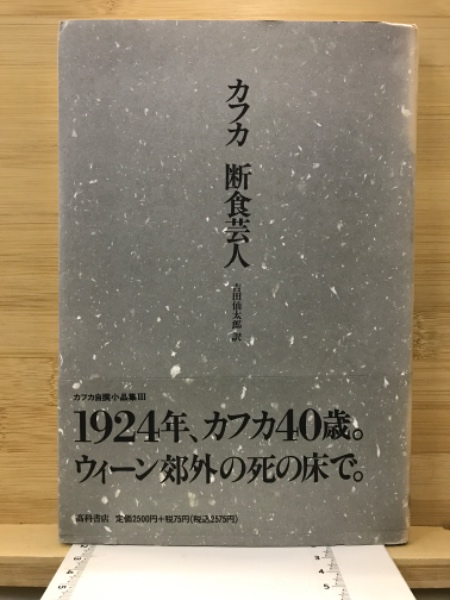 カフカ 断食芸人
吉田仙太郎 訳
カフカ自撰小品集III
1924年、カフカ40歳。
ウィーン郊外の死の床で。
高科書店 定価2500円+税75円(税込2575円)
3
4
5